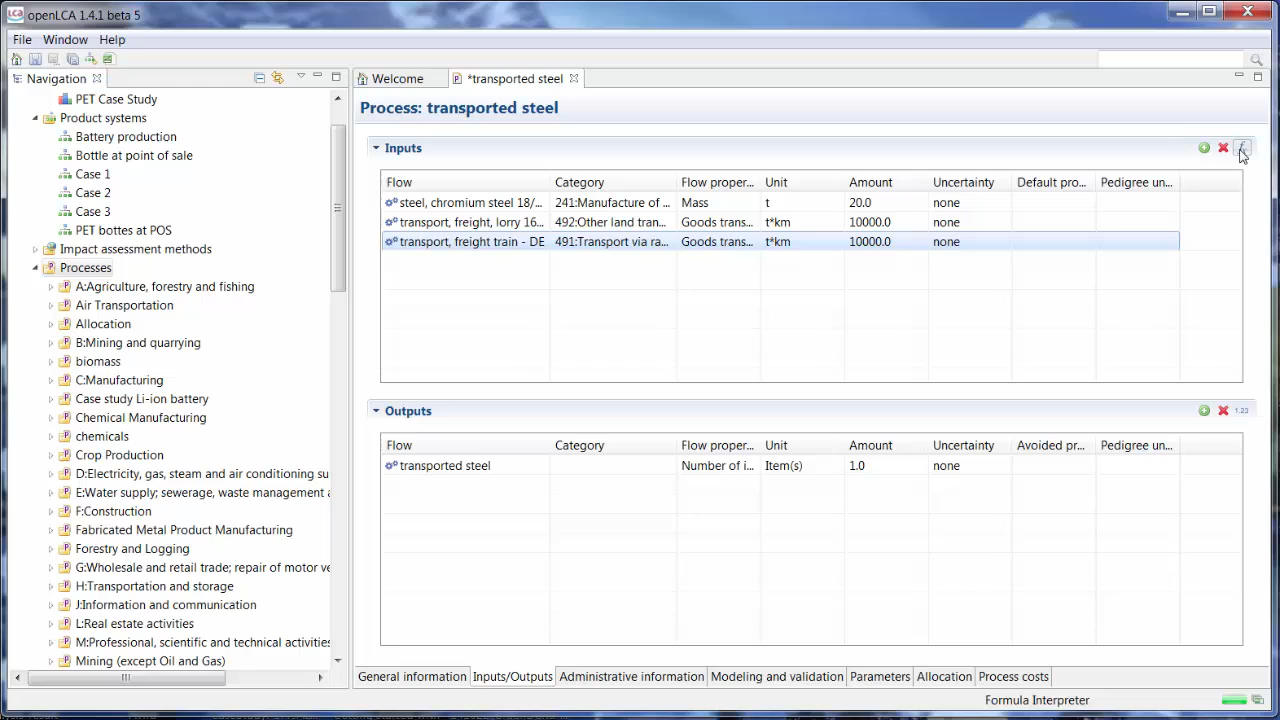 openLCA 1.4.1 beta 5
File Window Help
Navigation
Welcome
*transported steel
PET Case Study
Product systems
Battery production
Bottle at point of sale
Case 1
Case 2
Case 3
PET bottes at POS
Impact assessment methods
Processes
A:Agriculture, forestry and fishing
Air Transportation
Allocation
B:Mining and quarrying
biomass
C:Manufacturing
Case study Li-ion battery
Chemical Manufacturing
chemicals
Crop Production
D:Electricity, gas, steam and air conditioning su
E:Water supply; sewerage, waste management a
F:Construction
Fabricated Metal Product Manufacturing
Forestry and Logging
G:Wholesale and retail trade; repair of motor ve
H:Transportation and storage
J:Information and communication
L:Real estate activities
M:Professional, scientific and technical activities
Mining (except Oil and Gas)
Process: transported steel
Inputs
Flow Category Flow proper... Unit Amount Uncertainty Default pro... Pedigree un...
steel, chromium steel 18/... 241:Manufacture of ... Mass t 20.0 none
transport, freight, lorry 16... 492:Other land tran... Goods trans... t*km 10000.0 none
transport, freight train - DE 491:Transport via ra... Goods trans... t*km 10000.0 none
Outputs
1.23
Flow Category Flow proper... Unit Amount Uncertainty Avoided pr... Pedigree un...
transported steel Number of i... Item(s) 1.0 none
General information Inputs/Outputs Administrative information Modeling and validation Parameters Allocation Process costs
Formula Interpreter